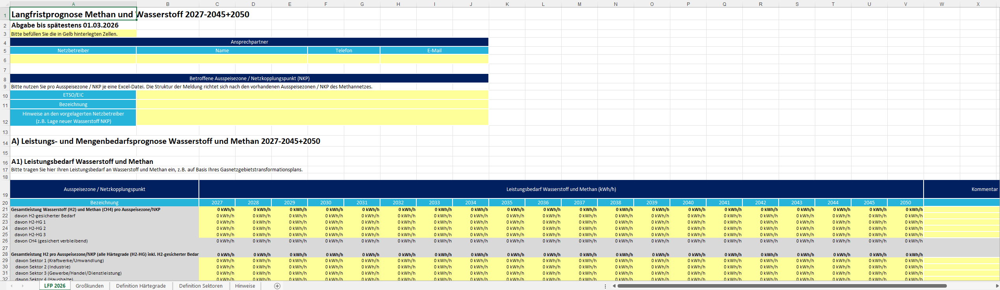 A B C D E F G H I J K L M N O P Q R S T U V W X
1 Langfristprognose Methan und Wasserstoff 2027-2045+2050
2 Abgabe bis spätestens 01.03.2026
3 Bitte befüllen Sie die in Gelb hinterlegten Zellen.
4 Ansprechpartner
5 Netzbetreiber Name Telefon E-Mail
6
7
8 Betroffene Ausspeisezone / Netzkopplungspunkt (NKP)
9 Bitte nutzen Sie pro Ausspeisezone / NKP je eine Excel-Datei. Die Struktur der Meldung richtet sich nach den vorhandenen Ausspeisezonen / NKP des Methannetzes.
10 ETSO/EIC
11 Bezeichnung
Hinweise an den vorgelagerten Netzbetreiber
12 (z.B. Lage neuer Wasserstoff NKP)
13
14 A) Leistungs- und Mengenbedarfsprognose Wasserstoff und Methan 2027-2045+2050
15
16 A1) Leistungsbedarf Wasserstoff und Methan
17 Bitte tragen Sie hier Ihren Leistungsbedarf an Wasserstoff und Methan ein, z.B. auf Basis Ihres Gasnetzgebietstransformationsplans.
18
19 Ausspeisezone / Netzkopplungspunkt Leistungsbedarf Wasserstoff und Methan (kWh/h) Kommentar
20 Bezeichnung 2027 2028 2029 2030 2031 2032 2033 2034 2035 2036 2037 2038 2039 2040 2041 2042 2043 2044 2045 2050
21 Gesamtleistung Wasserstoff (H2) und Methan (CH4) pro Ausspeisezone/NKP 0 kWh/h 0 kWh/h 0 kWh/h 0 kWh/h 0 kWh/h 0 kWh/h 0 kWh/h 0 kWh/h 0 kWh/h 0 kWh/h 0 kWh/h 0 kWh/h 0 kWh/h 0 kWh/h 0 kWh/h 0 kWh/h 0 kWh/h 0 kWh/h 0 kWh/h 0 kWh/h
22 davon H2-gesicherter Bedarf 0 kWh/h 0 kWh/h 0 kWh/h 0 kWh/h 0 kWh/h 0 kWh/h 0 kWh/h 0 kWh/h 0 kWh/h 0 kWh/h 0 kWh/h 0 kWh/h 0 kWh/h 0 kWh/h 0 kWh/h 0 kWh/h 0 kWh/h 0 kWh/h 0 kWh/h 0 kWh/h
23 davon H2-HG 1 0 kWh/h 0 kWh/h 0 kWh/h 0 kWh/h 0 kWh/h 0 kWh/h 0 kWh/h 0 kWh/h 0 kWh/h 0 kWh/h 0 kWh/h 0 kWh/h 0 kWh/h 0 kWh/h 0 kWh/h 0 kWh/h 0 kWh/h 0 kWh/h 0 kWh/h 0 kWh/h
24 davon H2-HG 2 0 kWh/h 0 kWh/h 0 kWh/h 0 kWh/h 0 kWh/h 0 kWh/h 0 kWh/h 0 kWh/h 0 kWh/h 0 kWh/h 0 kWh/h 0 kWh/h 0 kWh/h 0 kWh/h 0 kWh/h 0 kWh/h 0 kWh/h 0 kWh/h 0 kWh/h 0 kWh/h
25 davon H2-HG 3 0 kWh/h 0 kWh/h 0 kWh/h 0 kWh/h 0 kWh/h 0 kWh/h 0 kWh/h 0 kWh/h 0 kWh/h 0 kWh/h 0 kWh/h 0 kWh/h 0 kWh/h 0 kWh/h 0 kWh/h 0 kWh/h 0 kWh/h 0 kWh/h 0 kWh/h 0 kWh/h
26 davon CH4 (gesichert verbleibend) 0 kWh/h 0 kWh/h 0 kWh/h 0 kWh/h 0 kWh/h 0 kWh/h 0 kWh/h 0 kWh/h 0 kWh/h 0 kWh/h 0 kWh/h 0 kWh/h 0 kWh/h 0 kWh/h 0 kWh/h 0 kWh/h 0 kWh/h 0 kWh/h 0 kWh/h 0 kWh/h
27
28 Gesamtleistung H2 pro Ausspeisezone/NKP (alle Härtegrade (H2-HG) inkl. H2-gesicherter Bedar 0 kWh/h 0 kWh/h 0 kWh/h 0 kWh/h 0 kWh/h 0 kWh/h 0 kWh/h 0 kWh/h 0 kWh/h 0 kWh/h 0 kWh/h 0 kWh/h 0 kWh/h 0 kWh/h 0 kWh/h 0 kWh/h 0 kWh/h 0 kWh/h 0 kWh/h 0 kWh/h
29 davon Sektor 1 (Kraftwerke/Umwandlung) 0 kWh/h 0 kWh/h 0 kWh/h 0 kWh/h 0 kWh/h 0 kWh/h 0 kWh/h 0 kWh/h 0 kWh/h 0 kWh/h 0 kWh/h 0 kWh/h 0 kWh/h 0 kWh/h 0 kWh/h 0 kWh/h 0 kWh/h 0 kWh/h 0 kWh/h 0 kWh/h
30 davon Sektor 2 (Industrie) 0 kWh/h 0 kWh/h 0 kWh/h 0 kWh/h 0 kWh/h 0 kWh/h 0 kWh/h 0 kWh/h 0 kWh/h 0 kWh/h 0 kWh/h 0 kWh/h 0 kWh/h 0 kWh/h 0 kWh/h 0 kWh/h 0 kWh/h 0 kWh/h 0 kWh/h 0 kWh/h
31 davon Sektor 3 (Gewerbe/Handel/Dienstleistung) 0 kWh/h 0 kWh/h 0 kWh/h 0 kWh/h 0 kWh/h 0 kWh/h 0 kWh/h 0 kWh/h 0 kWh/h 0 kWh/h 0 kWh/h 0 kWh/h 0 kWh/h 0 kWh/h 0 kWh/h 0 kWh/h 0 kWh/h 0 kWh/h 0 kWh/h 0 kWh/h
32 davon Sektor 4 (Haushalte) 0 kWh/h 0 kWh/h 0 kWh/h 0 kWh/h 0 kWh/h 0 kWh/h 0 kWh/h 0 kWh/h 0 kWh/h 0 kWh/h 0 kWh/h 0 kWh/h 0 kWh/h 0 kWh/h 0 kWh/h 0 kWh/h 0 kWh/h 0 kWh/h 0 kWh/h 0 kWh/h
LFP 2026 Großkunden Definition Härtegrade Definition Sektoren Hinweise